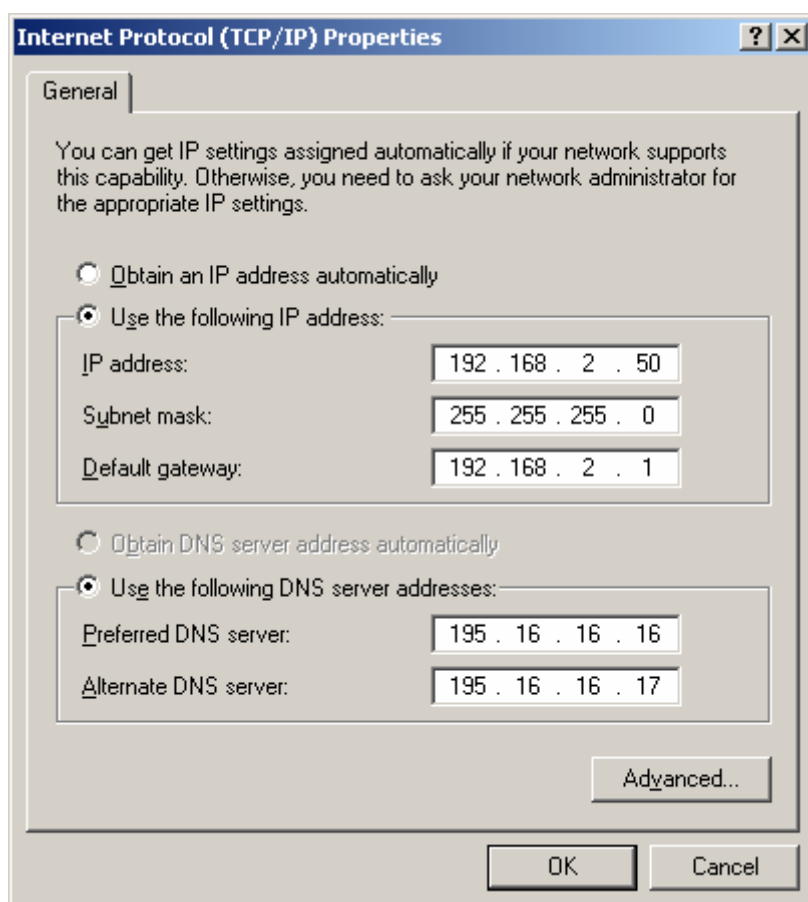 Internet Protocol (TCP/IP) Properties
General
You can get IP settings assigned automatically if your network supports
this capability. Otherwise, you need to ask your network administrator for
the appropriate IP settings.
Obtain an IP address automatically
Use the following IP address:
IP address: 192 . 168 . 2 . 50
Subnet mask: 255 . 255 . 255 . 0
Default gateway: 192 . 168 . 2 . 1
Obtain DNS server address automatically
Use the following DNS server addresses:
Preferred DNS server: 195 . 16 . 16 . 16
Alternate DNS server: 195 . 16 . 16 . 17
Advanced...
OK Cancel